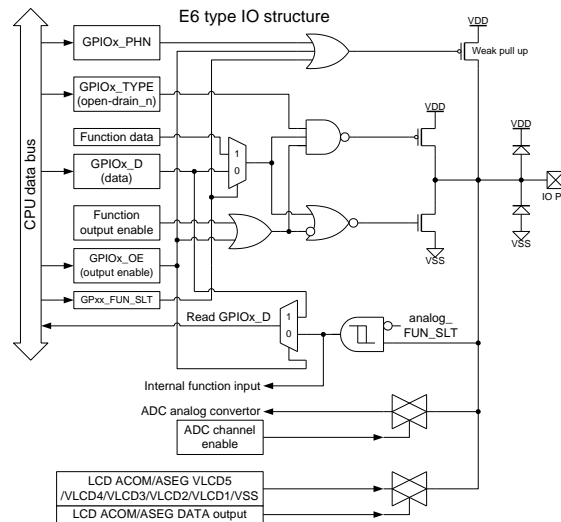 E6 type IO structure
VDD
GPIOx_PHN
Weak pull up
GPIOx_TYPE
(open-drain_n)
VDD
VDD
Function data
1
0
GPIOx_D
(data)
CPU data bus
IO P
Function
output enable
VSS
VSS
GPIOx_OE
(output enable)
GPxx_FUN_SLT
Read GPIOx_D
1
0
analog_
FUN_SLT
Internal function input
ADC analog convertor
ADC channel
enable
LCD ACOM/ASEG VLCD5
/VLCD4/VLCD3/VLCD2/VLCD1/VSS
LCD ACOM/ASEG DATA output